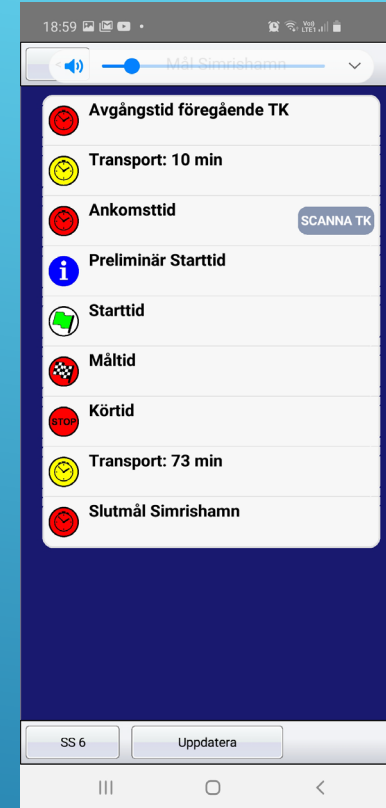 18:59
Mål Simrishamn
Avgångstid föregående TK
Transport: 10 min
Ankomsttid
SCANNA TK
Preliminär Starttid
Starttid
Måltid
STOP Körtid
Transport: 73 min
Slutmål Simrishamn
SS 6 Uppdatera